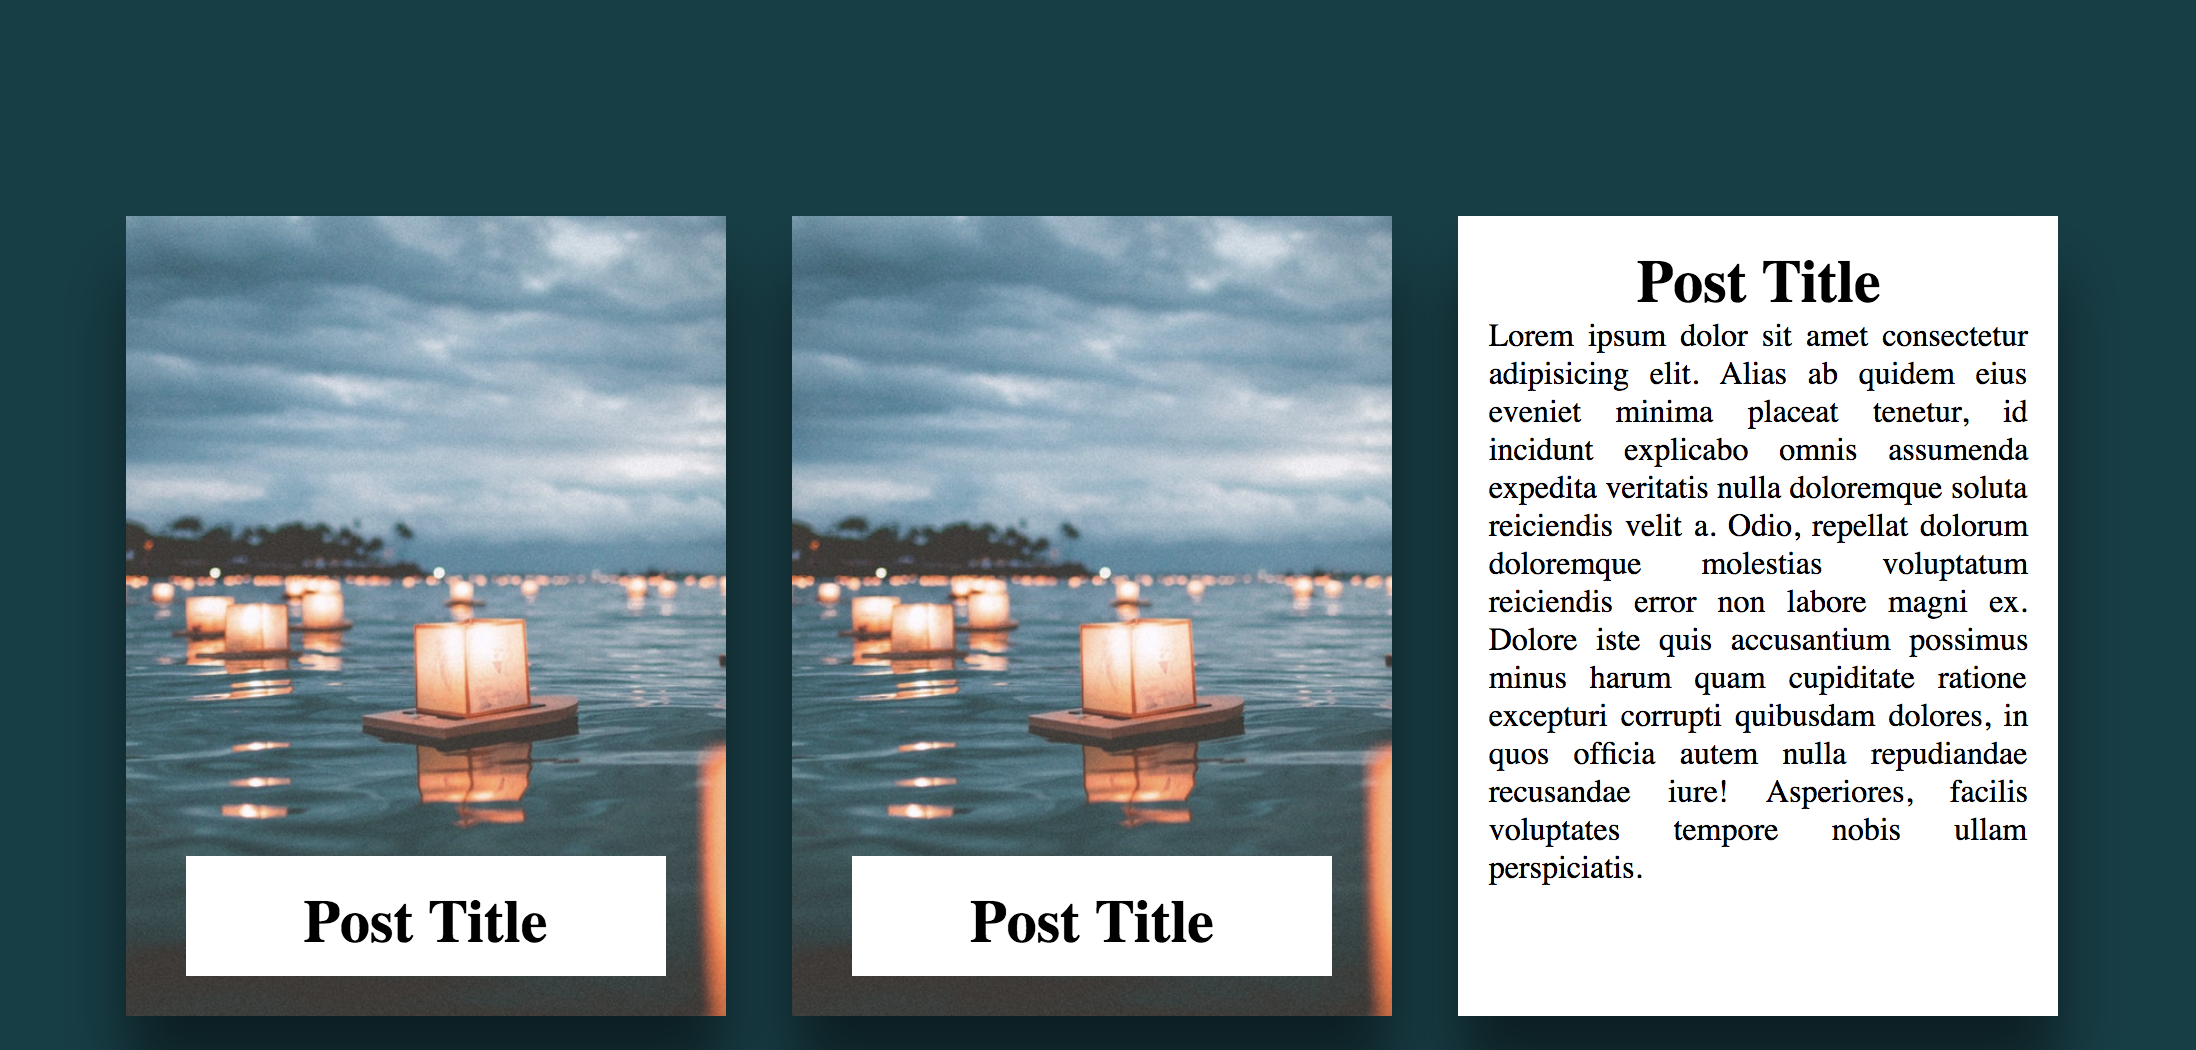 Post Title
Post Title
Post Title
Lorem ipsum dolor sit amet consectetur
adipisicing elit. Alias ab quidem eius
eveniet minima placeat tenetur, id
incidunt explicabo omnis assumenda
expedita veritatis nulla doloremque soluta
reiciendis velit a. Odio, repellat dolorum
doloremque molestias voluptatum
reiciendis error non labore magni ex.
Dolore iste quis accusantium possimus
minus harum quam cupiditate ratione
excepturi corrupti quibusdam dolores, in
quos officia autem nulla repudiandae
recusandae iure! Asperiores, facilis
voluptates tempore nobis ullam
perspiciatis.